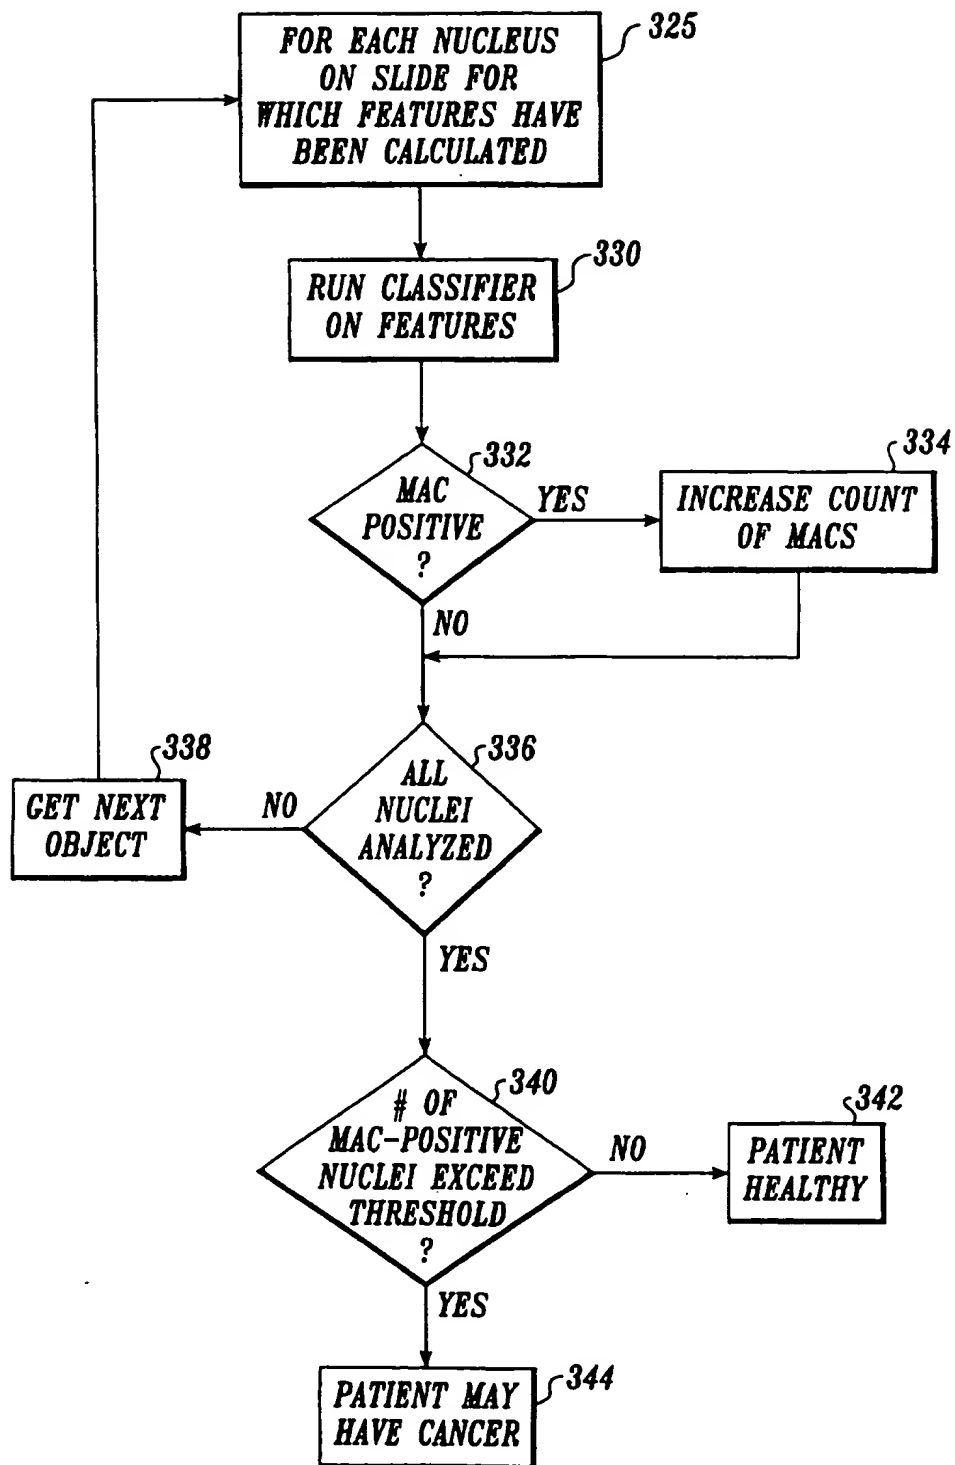 FOR EACH NUCLEUS
ON SLIDE FOR
WHICH FEATURES HAVE
BEEN CALCULATED
325
RUN CLASSIFIER
ON FEATURES
330
MAC
POSITIVE
?
332
YES
INCREASE COUNT
OF MACS
334
NO
ALL
NUCLEI
ANALYZED
?
336
NO
GET NEXT
OBJECT
338
YES
# OF
MAC-POSITIVE
NUCLEI EXCEED
THRESHOLD
?
340
NO
PATIENT
HEALTHY
342
YES
PATIENT MAY
HAVE CANCER
344